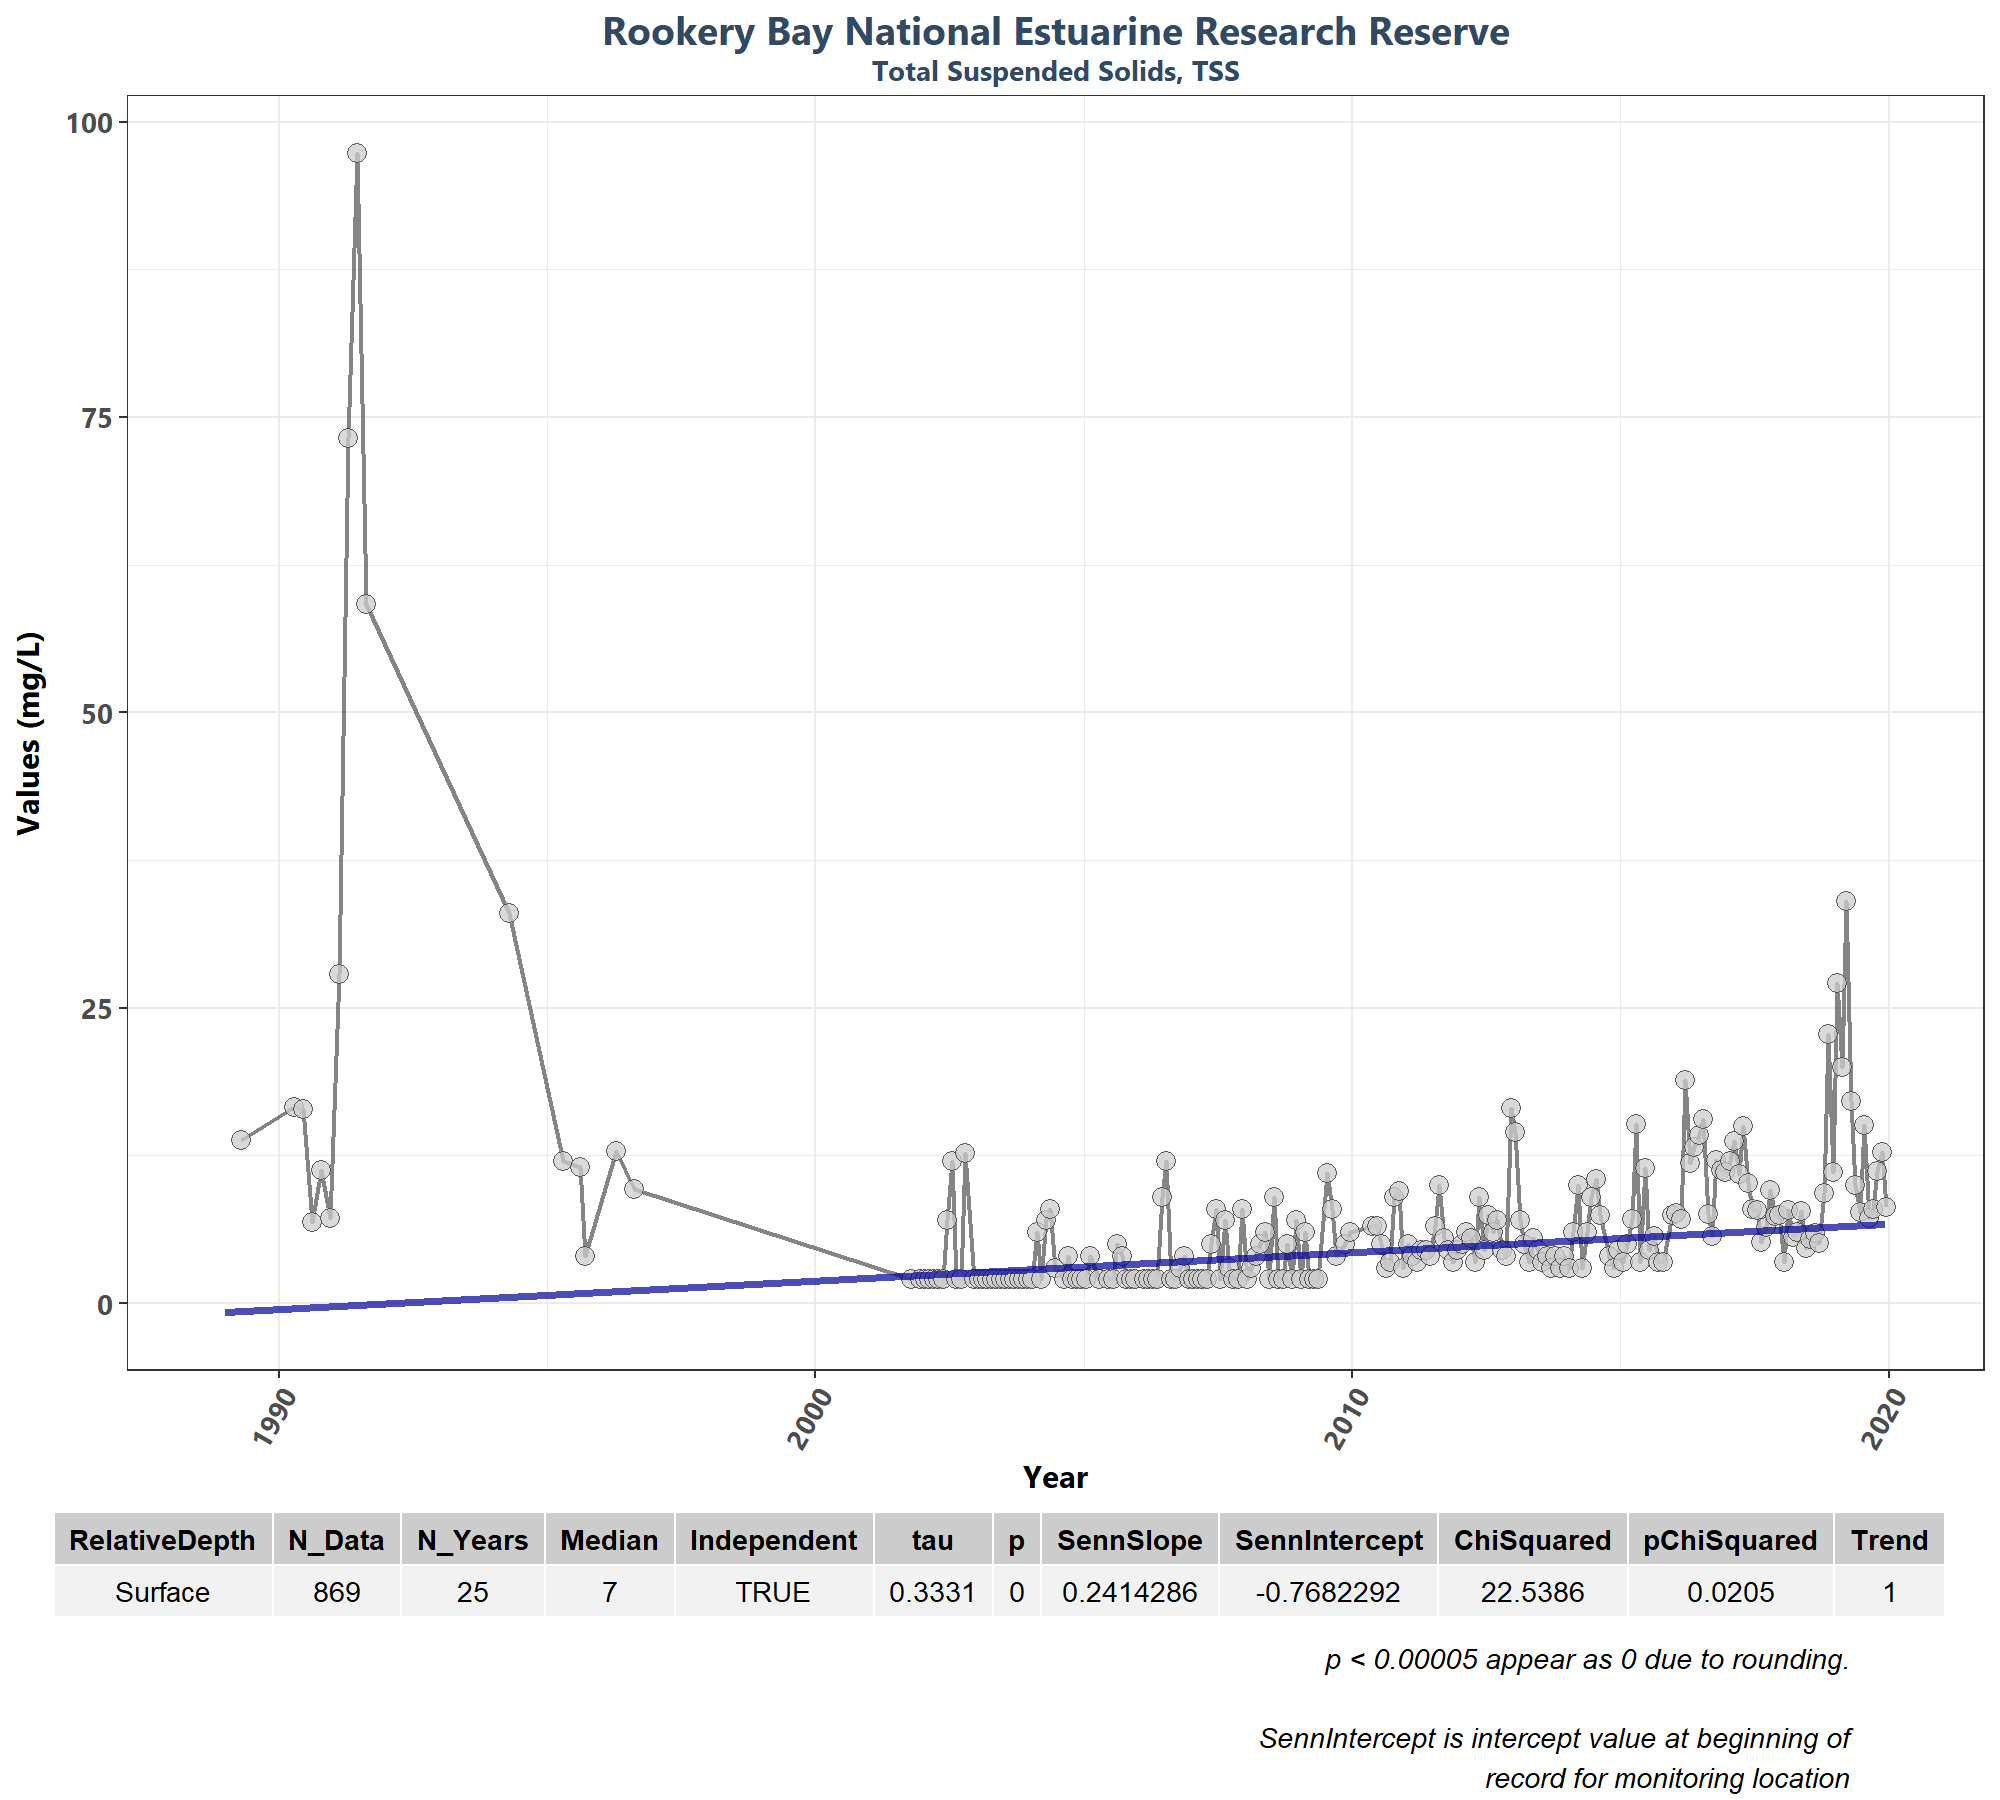 Rookery Bay National Estuarine Research Reserve
Total Suspended Solids, TSS
100
75
50
25
0
Values (mg/L)
1990 2000 2010 2020
Year
RelativeDepth N_Data N_Years Median Independent tau p SennSlope SennIntercept ChiSquared pChiSquared Trend
Surface 869 25 7 TRUE 0.3331 0 0.2414286 -0.7682292 22.5386 0.0205 1
p < 0.00005 appear as 0 due to rounding.
SennIntercept is intercept value at beginning of
record for monitoring location